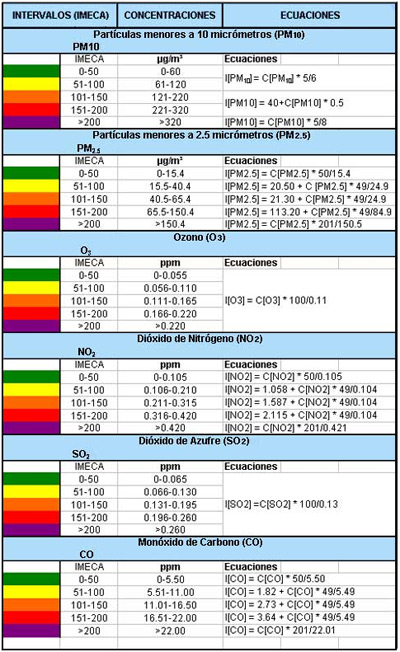 INTERVALOS (IMECA) CONCENTRACIONES ECUACIONES
Partículas menores a 10 micrómetros (PM10)
PM10
IMECA µg/m³ Ecuaciones
0-50 0-60
51-100 61-120
I[PM10] = C[PM10] * 5/6
101-150 121-220
151-200 221-320
I[PM10] = 40+C[PM10] * 0.5
>200 >320 I[PM10] = C[PM10] * 5/8
Partículas menores a 2.5 micrómetros (PM2.5)
PM2.5
IMECA µg/m³ Ecuaciones
0-50 0-15.4 I[PM2.5] = C[PM2.5] * 50/15.4
51-100 15.5-40.4 I[PM2.5] = 20.50 + C [PM2.5] * 49/24.9
101-150 40.5-65.4 I[PM2.5] = 21.30 + C[PM2.5] * 49/24.9
151-200 65.5-150.4 I[PM2.5] = 113.20 + C[PM2.5] * 49/84.9
>200 >150.4 I[PM2.5] = C[PM2.5] * 201/150.5
Ozono (O3)
O3
IMECA ppm Ecuaciones
0-50 0-0.055
51-100 0.056-0.110
101-150 0.111-0.165 I[O3] = C[O3] * 100/0.11
151-200 0.166-0.220
>200 >0.220
Dióxido de Nitrógeno (NO2)
NO2
IMECA ppm Ecuaciones
0-50 0-0.105 I[NO2] = C[NO2] * 50/0.105
51-100 0.106-0.210 I[NO2] = 1.058 + C[NO2] * 49/0.104
101-150 0.211-0.315 I[NO2] = 1.587 + C[NO2] * 49/0.104
151-200 0.316-0.420 I[NO2] = 2.115 + C[NO2] * 49/0.104
>200 >0.420 I[NO2] = C[NO2] * 201/0.421
Dióxido de Azufre (SO2)
SO2
IMECA ppm Ecuaciones
0-50 0-0.065
51-100 0.066-0.130
101-150 0.131-0.195 I[SO2] =C[SO2] * 100/0.13
151-200 0.196-0.260
>200 >0.260
Monóxido de Carbono (CO)
CO
IMECA ppm Ecuaciones
0-50 0-5.50 I[CO] = C[CO] * 50/5.50
51-100 5.51-11.00 I[CO] = 1.82 + C[CO] * 49/5.49
101-150 11.01-16.50 I[CO] = 2.73 + C[CO] * 49/5.49
151-200 16.51-22.00 I[CO] = 3.64 + C[CO] * 49/5.49
>200 >22.00 I[CO] = C[CO] * 201/22.01